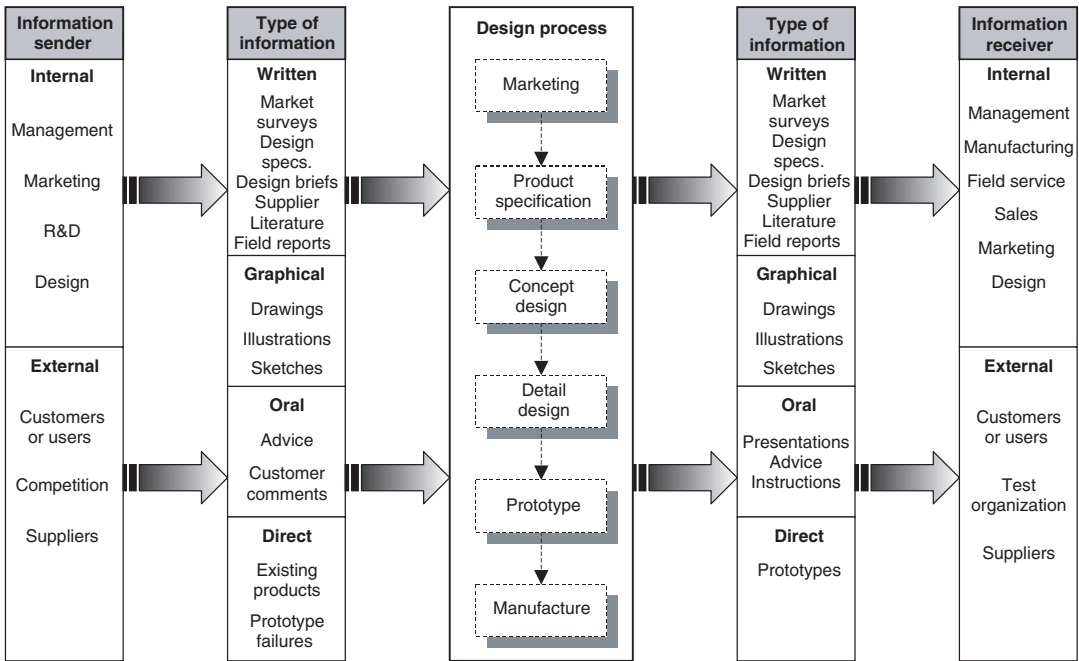 Information
sender
Internal
Management
Marketing
R&D
Design
External
Customers
or users
Competition
Suppliers
Type of
information
Written
Market
surveys
Design
specs.
Design briefs
Supplier
Literature
Field reports
Graphical
Drawings
Illustrations
Sketches
Oral
Advice
Customer
comments
Direct
Existing
products
Prototype
failures
Design process
Marketing
Product
specification
Concept
design
Detail
design
Prototype
Manufacture
Type of
information
Written
Market
surveys
Design
specs.
Design briefs
Supplier
Literature
Field reports
Graphical
Drawings
Illustrations
Sketches
Oral
Presentations
Advice
Instructions
Direct
Prototypes
Information
receiver
Internal
Management
Manufacturing
Field service
Sales
Marketing
Design
External
Customers
or users
Test
organization
Suppliers